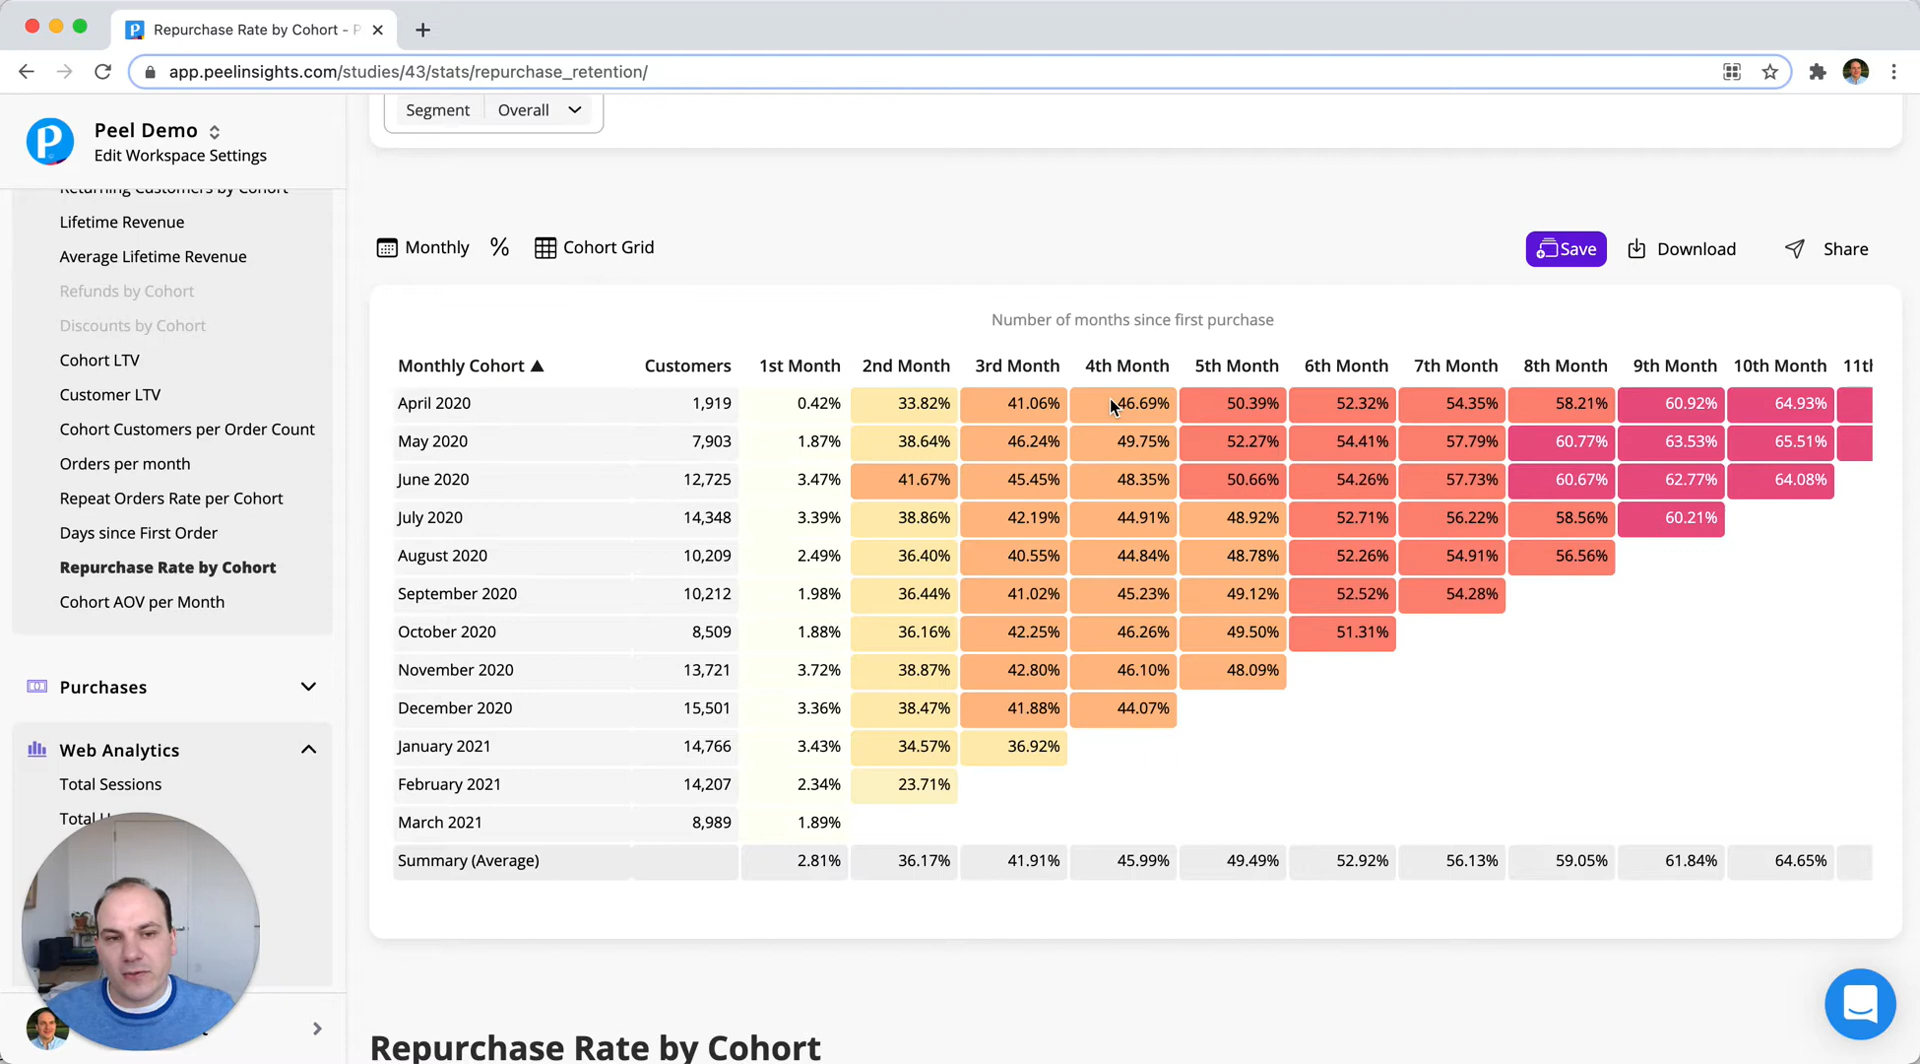 Repurchase Rate by Cohort - P
app.peelinsights.com/studies/43/stats/repurchase_retention/
Peel Demo
Edit Workspace Settings
Returning Customers by Cohort
Lifetime Revenue
Average Lifetime Revenue
Refunds by Cohort
Discounts by Cohort
Cohort LTV
Customer LTV
Cohort Customers per Order Count
Orders per month
Repeat Orders Rate per Cohort
Days since First Order
Repurchase Rate by Cohort
Cohort AOV per Month
Purchases
Web Analytics
Total Sessions
Segment Overall
Monthly % Cohort Grid Save Download Share
Number of months since first purchase
Monthly Cohort ▲ Customers 1st Month 2nd Month 3rd Month 4th Month 5th Month 6th Month 7th Month 8th Month 9th Month 10th Month 11th
April 2020 1,919 0.42% 33.82% 41.06% 46.69% 50.39% 52.32% 54.35% 58.21% 60.92% 64.93%
May 2020 7,903 1.87% 38.64% 46.24% 49.75% 52.27% 54.41% 57.79% 60.77% 63.53% 65.51%
June 2020 12,725 3.47% 41.67% 45.45% 48.35% 50.66% 54.26% 57.73% 60.67% 62.77% 64.08%
July 2020 14,348 3.39% 38.86% 42.19% 44.91% 48.92% 52.71% 56.22% 58.56% 60.21%
August 2020 10,209 2.49% 36.40% 40.55% 44.84% 48.78% 52.26% 54.91% 56.56%
September 2020 10,212 1.98% 36.44% 41.02% 45.23% 49.12% 52.52% 54.28%
October 2020 8,509 1.88% 36.16% 42.25% 46.26% 49.50% 51.31%
November 2020 13,721 3.72% 38.87% 42.80% 46.10% 48.09%
December 2020 15,501 3.36% 38.47% 41.88% 44.07%
January 2021 14,766 3.43% 34.57% 36.92%
February 2021 14,207 2.34% 23.71%
March 2021 8,989 1.89%
Summary (Average) 2.81% 36.17% 41.91% 45.99% 49.49% 52.92% 56.13% 59.05% 61.84% 64.65%
Repurchase Rate by Cohort